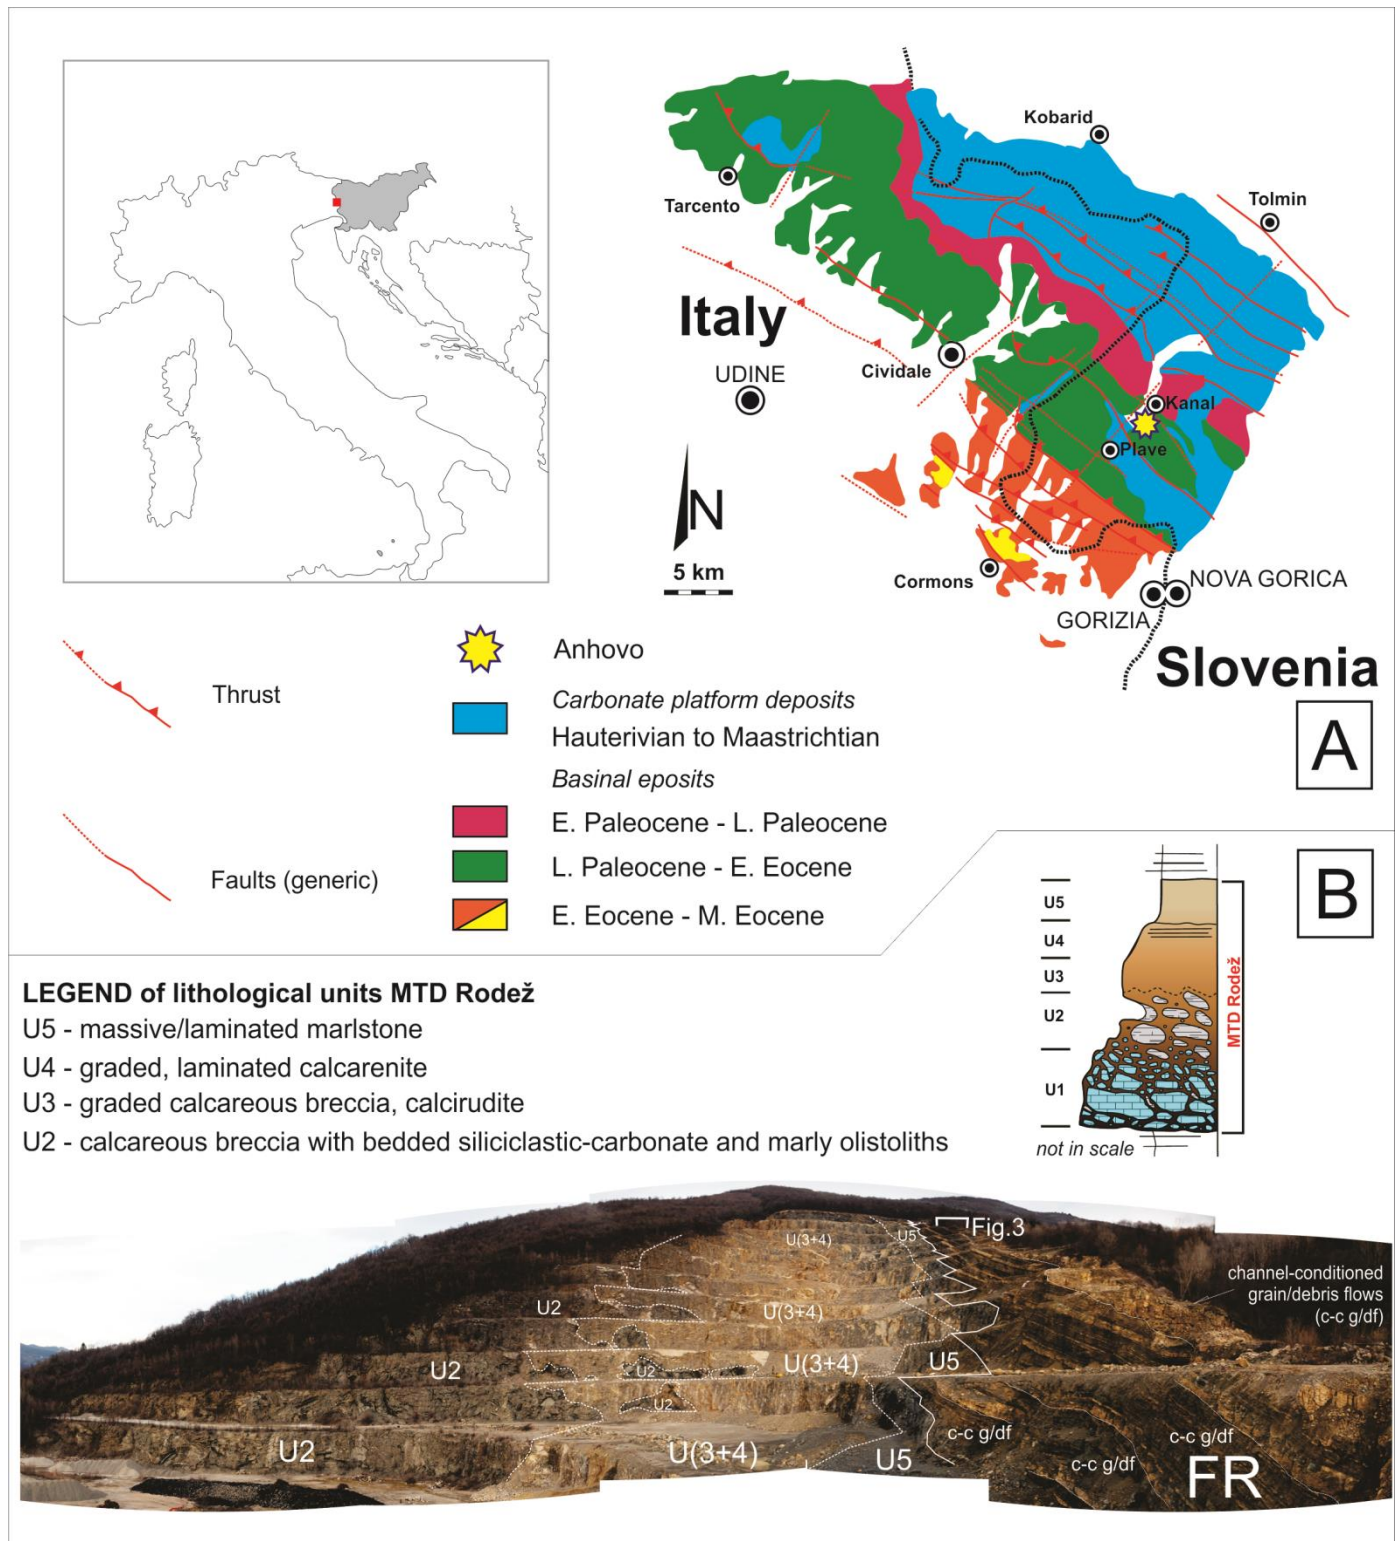 Kobarid
Tolmin
Tarcento
Italy
UDINE
Cividale
Kanal
Plave
N
5 km
Cormons
NOVA GORICA
GORIZIA
Slovenia
A
Thrust
Faults (generic)
Anhovo
Carbonate platform deposits
Hauterivian to Maastrichtian
Basinal eposits
E. Paleocene - L. Paleocene
L. Paleocene - E. Eocene
E. Eocene - M. Eocene
B
U5
U4
U3
U2
U1
MTD Rodež
not in scale
LEGEND of lithological units MTD Rodež
U5 - massive/laminated marlstone
U4 - graded, laminated calcarenite
U3 - graded calcareous breccia, calcirudite
U2 - calcareous breccia with bedded siliciclastic-carbonate and marly olistoliths
U(3+4)
U5
Fig.3
channel-conditioned
grain/debris flows
(c-c g/df)
U2
U(3+4)
U2
U2
U(3+4)
U5
U2
U2
U(3+4)
U5
c-c g/df
c-c g/df
c-c g/df
FR